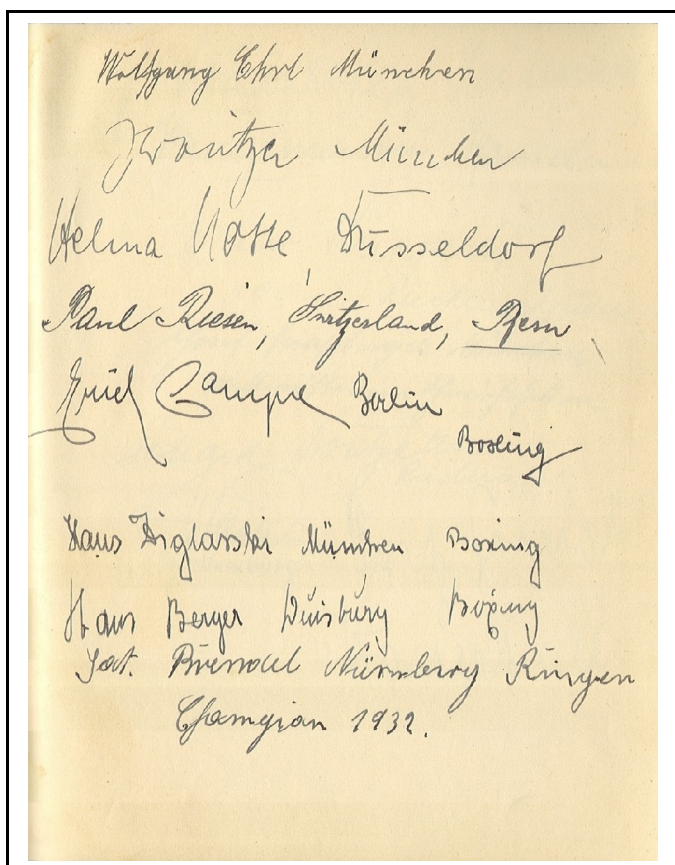 Wolfgang Ehrl München
München
Helma Notte, Düsseldorf
Paul Riesen, Switzerland, Bern
Erich Campe Berlin
Boxing
Hans Ziglarski München Boxing
Hans Berger Duisburg Boxing
Jak. Brendel Nürnberg Ringen
Champion 1932.